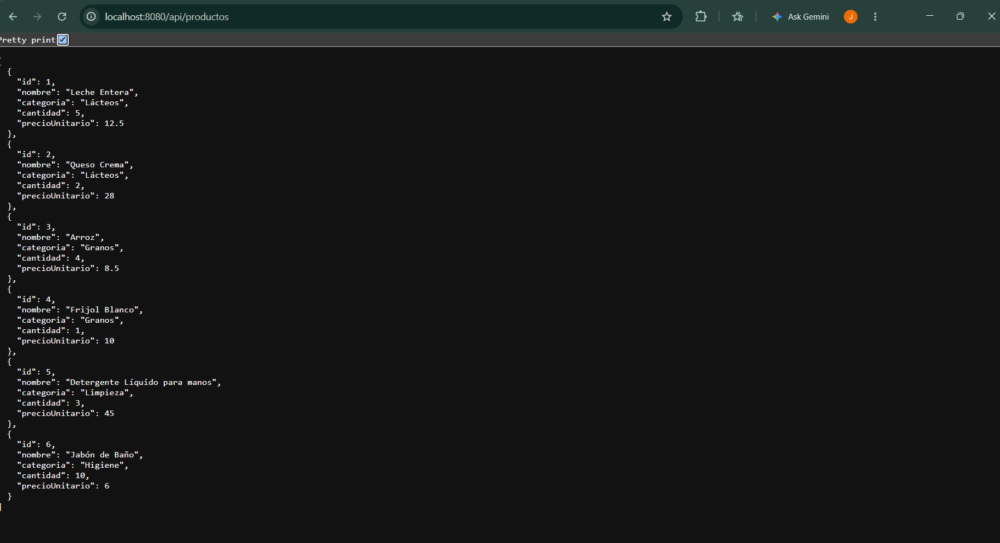 localhost:8080/api/productos
Ask Gemini
J
Pretty print
[
{
"id": 1,
"nombre": "Leche Entera",
"categoria": "Lácteos",
"cantidad": 5,
"precioUnitario": 12.5
},
{
"id": 2,
"nombre": "Queso Crema",
"categoria": "Lácteos",
"cantidad": 2,
"precioUnitario": 28
},
{
"id": 3,
"nombre": "Arroz",
"categoria": "Granos",
"cantidad": 4,
"precioUnitario": 8.5
},
{
"id": 4,
"nombre": "Frijol Blanco",
"categoria": "Granos",
"cantidad": 1,
"precioUnitario": 10
},
{
"id": 5,
"nombre": "Detergente Líquido para manos",
"categoria": "Limpieza",
"cantidad": 3,
"precioUnitario": 45
},
{
"id": 6,
"nombre": "Jabón de Baño",
"categoria": "Higiene",
"cantidad": 10,
"precioUnitario": 6
}
]